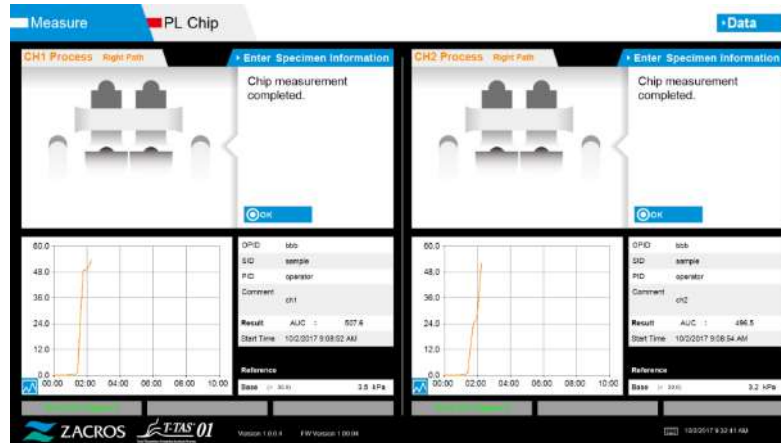 Measure
PL Chip
Data
CH1 Process Right Path
Enter Specimen Information
Chip measurement
completed.
OK
60.0
48.0
36.0
24.0
12.0
0.0
00:00 02:00 04:00 06:00 08:00 10:00
OPID bbb
SID sample
PID operator
Comment
ch1
Result AUC : 507.6
Start Time 10/2/2017 9:08:52 AM
Reference
Base 3.5 kPa
CH2 Process Right Path
Enter Specimen Information
Chip measurement
completed.
OK
60.0
48.0
36.0
24.0
12.0
0.0
00:00 02:00 04:00 06:00 08:00 10:00
OPID bbb
SID sample
PID operator
Comment
ch2
Result AUC : 496.5
Start Time 10/2/2017 9:08:54 AM
Reference
Base 3.2 kPa
ZACROS T-TAS 01